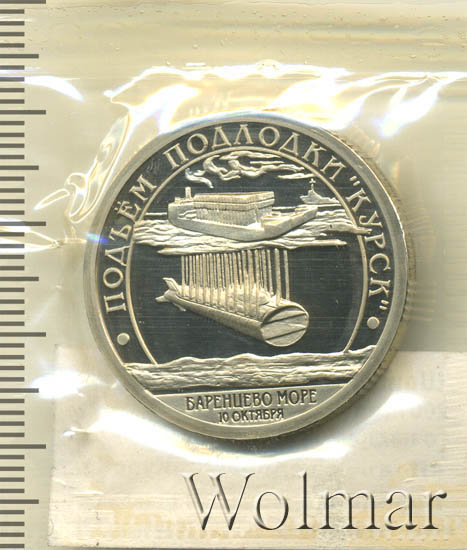 • ПОДЪЁМ ПОДЛОДКИ "КУРСК" •
БАРЕНЦЕВО МОРЕ
10 ОКТЯБРЯ
Wolmar